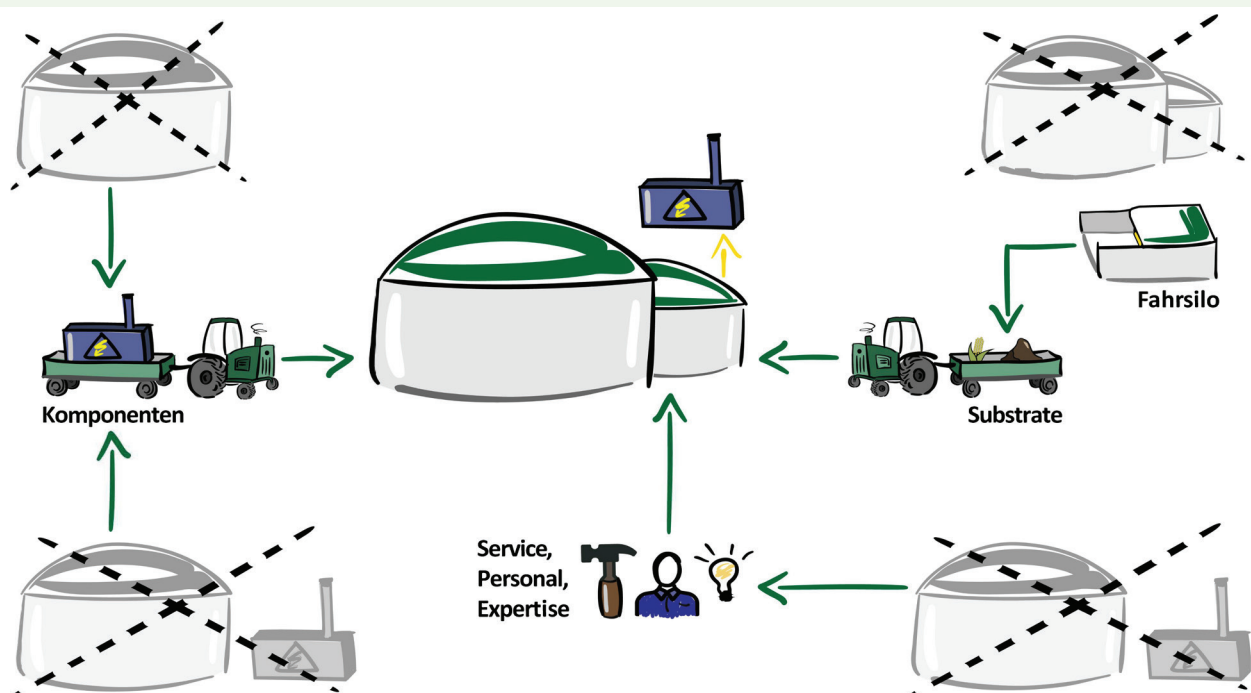 Fahrsilo
Komponenten
Substrate
Service,
Personal,
Expertise